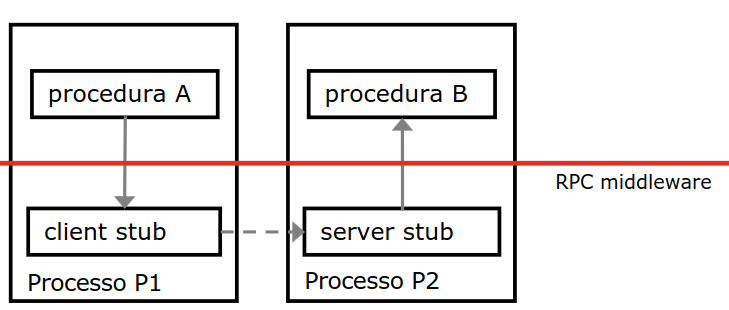 procedura A
procedura B
RPC middleware
client stub
server stub
Processo P1
Processo P2